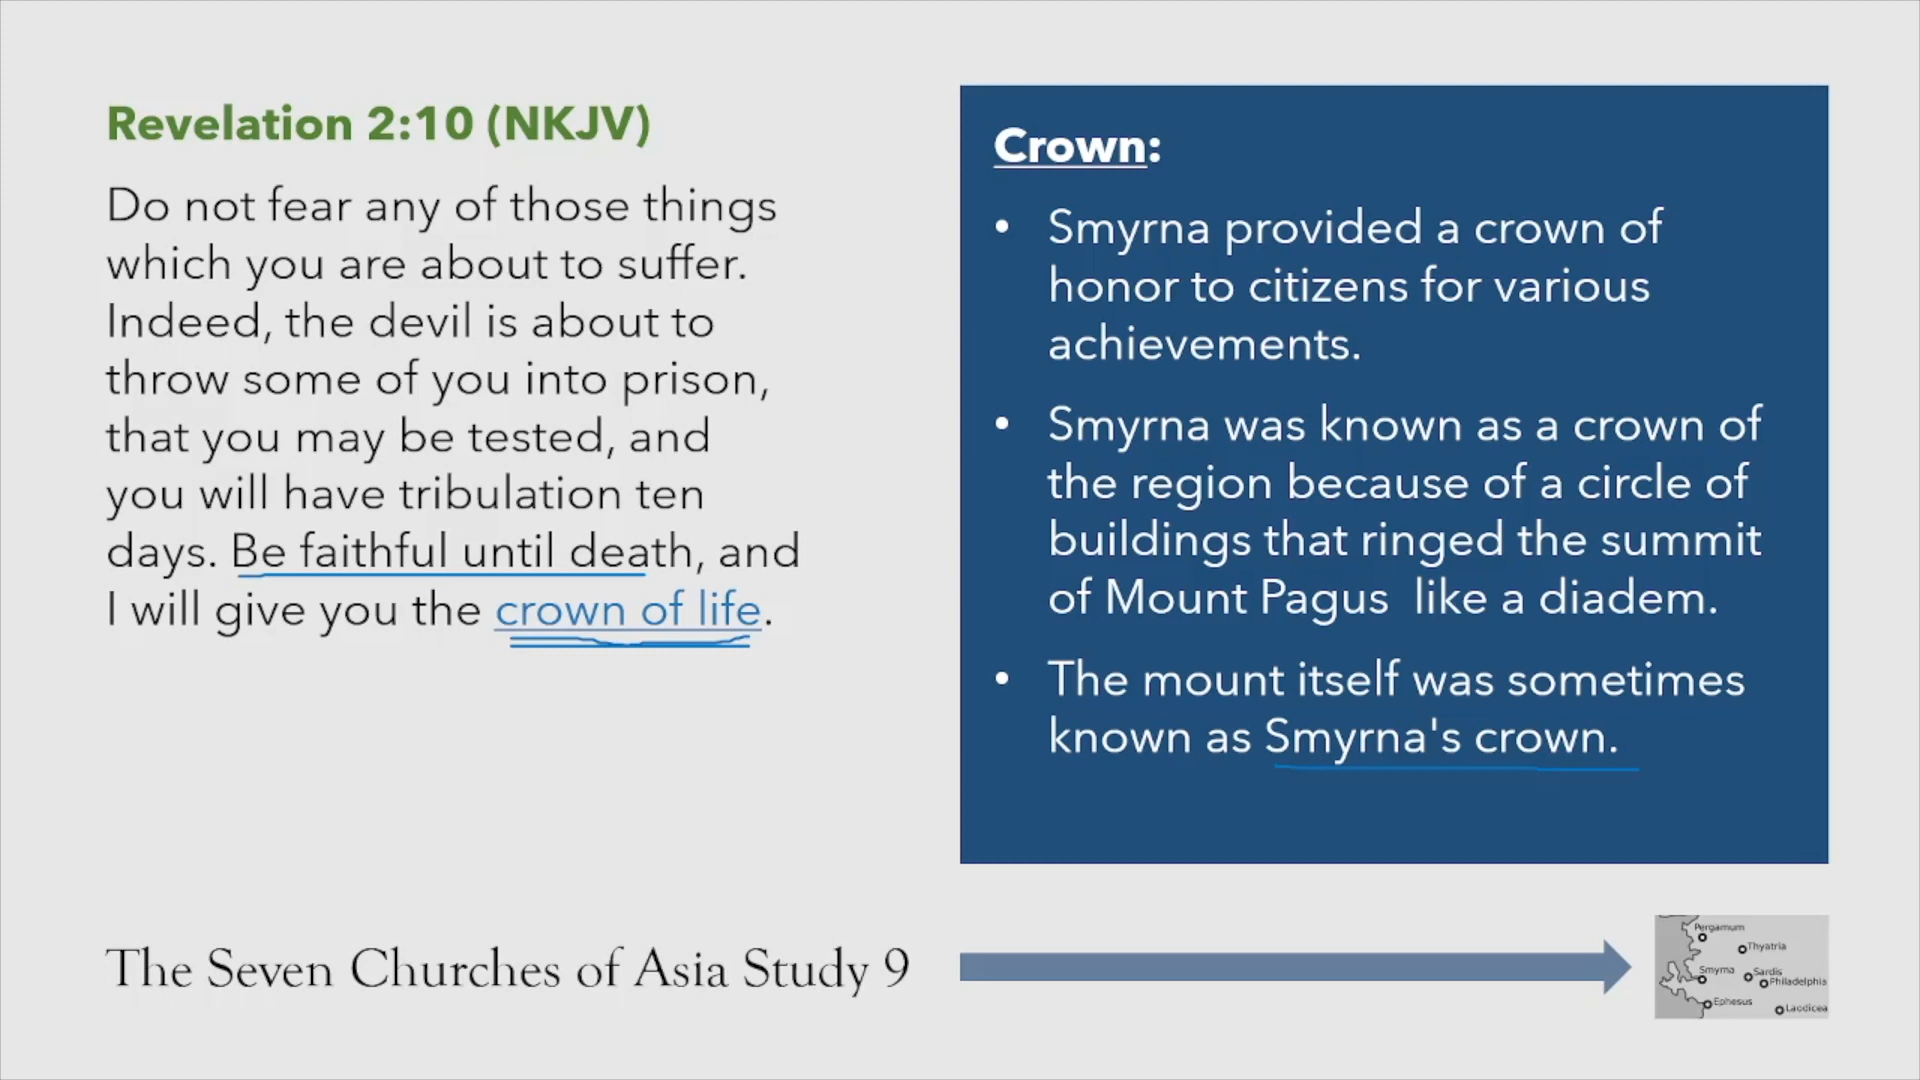 Revelation 2:10 (NKJV)
Do not fear any of those things
which you are about to suffer.
Indeed, the devil is about to
throw some of you into prison,
that you may be tested, and
you will have tribulation ten
days. Be faithful until death, and
I will give you the crown of life.
Crown:
• Smyrna provided a crown of
honor to citizens for various
achievements.
• Smyrna was known as a crown of
the region because of a circle of
buildings that ringed the summit
of Mount Pagus  like a diadem.
• The mount itself was sometimes
known as Smyrna's crown.
The Seven Churches of Asia Study 9
Pergamum
Thyatria
Smyrna
Sardis
Philadelphia
Ephesus
Laodicea